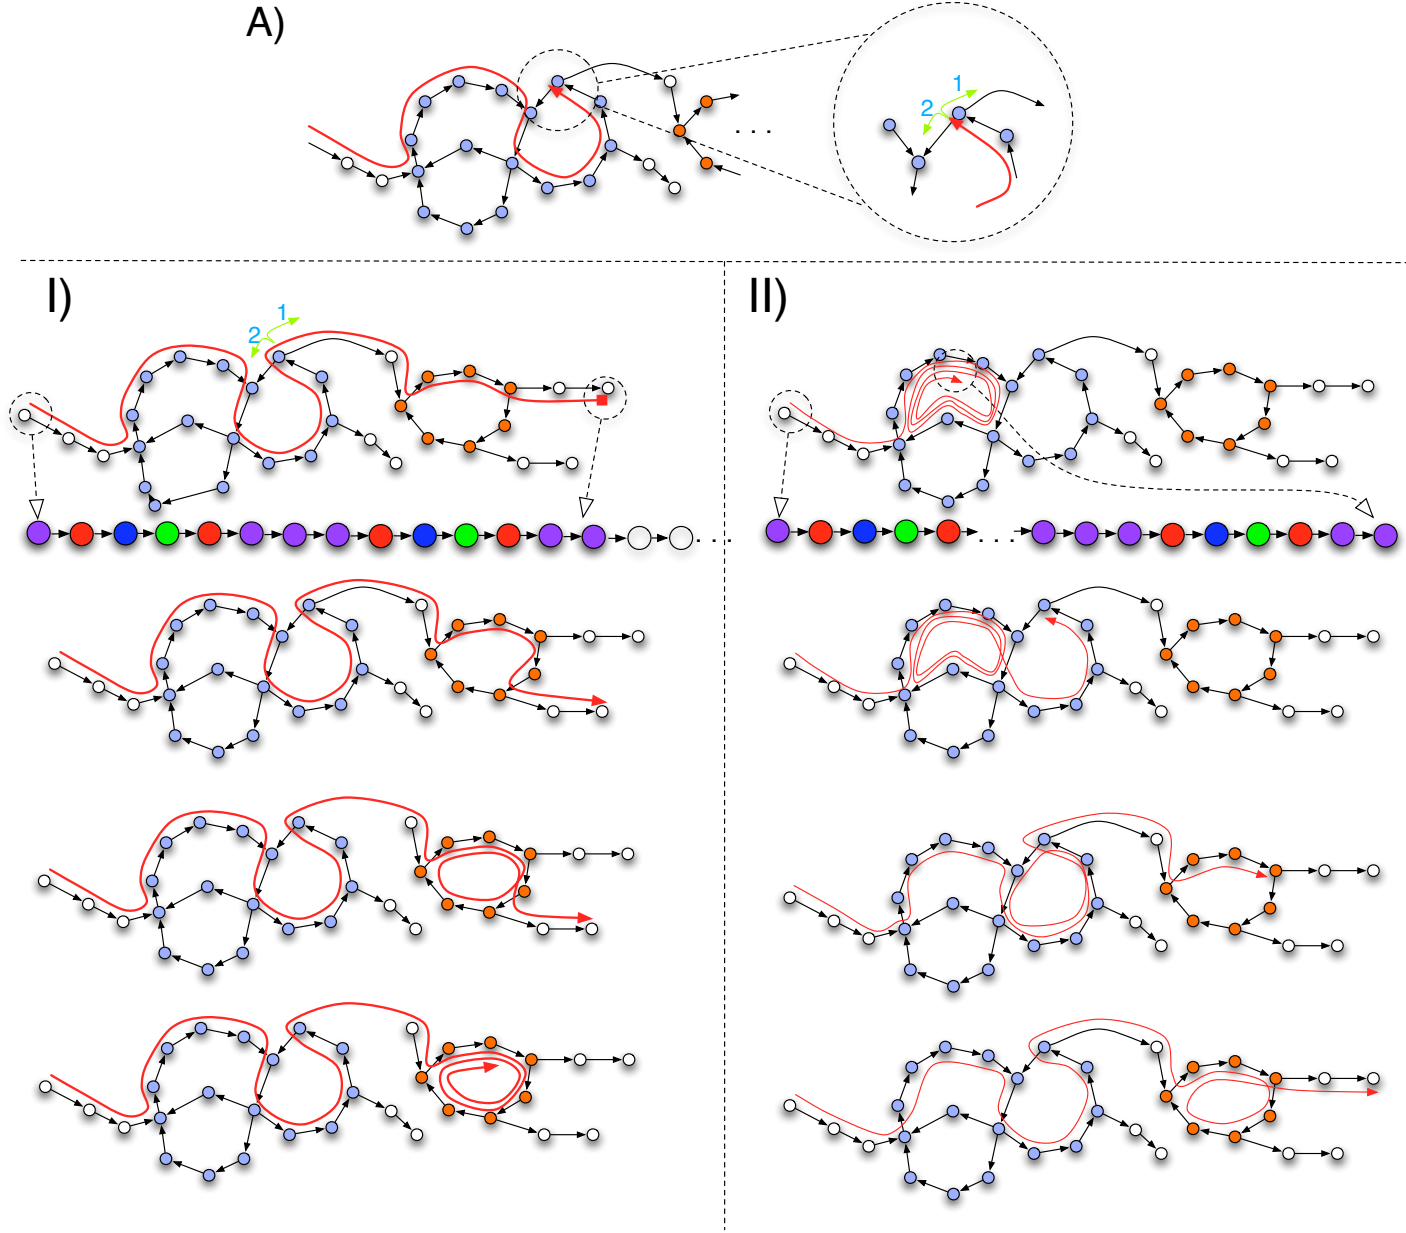 A)
1
2
. . .
I)
II)
1
2
. . .
. . .